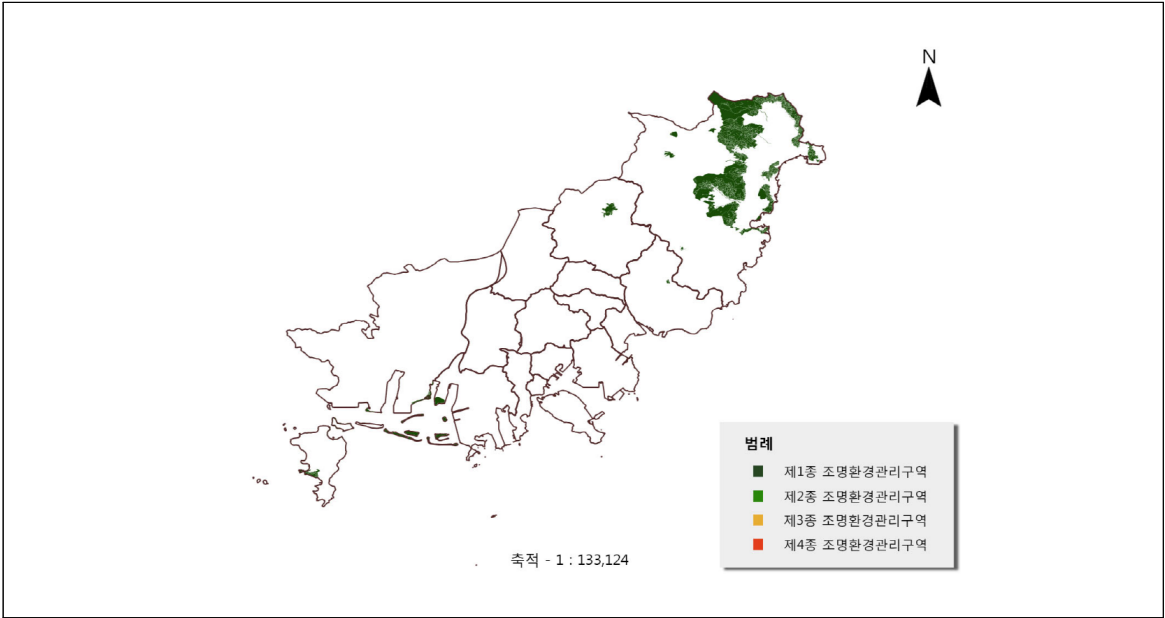 N
범례
제1종 조명환경관리구역
제2종 조명환경관리구역
제3종 조명환경관리구역
제4종 조명환경관리구역
축적 - 1 : 133,124